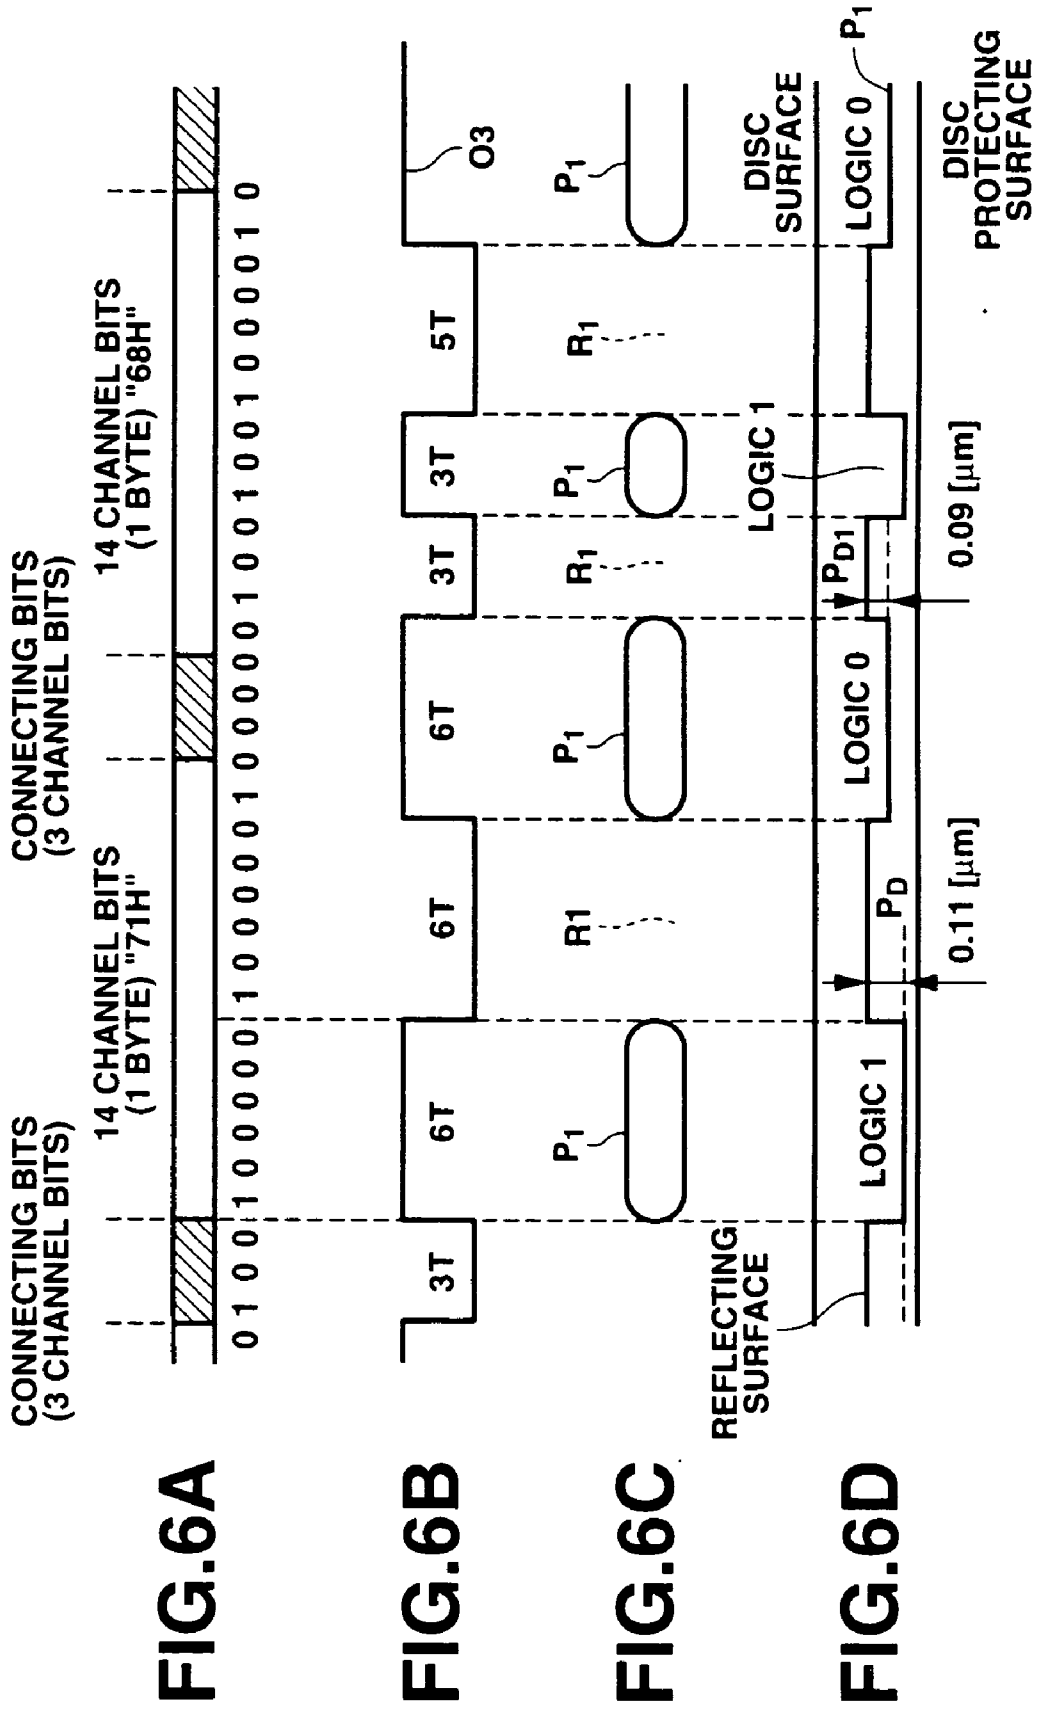 CONNECTING BITS
(3 CHANNEL BITS)
CONNECTING BITS
(3 CHANNEL BITS)
14 CHANNEL BITS
(1 BYTE) "71H"
14 CHANNEL BITS
(1 BYTE) "68H"
FIG.6A
0 1 0 0 1 0 0 0 0 0 1 0 0 0 0 0 1 0 0 0 0 0 1 0 0 1 0 0 1 0 0 0 0 1 0
FIG.6B
3T
6T
6T
6T
3T
3T
5T
O3
FIG.6C
P1
R1
P1
R1
P1
R1
P1
FIG.6D
REFLECTING
SURFACE
LOGIC 1
PD
0.11 [μm]
LOGIC 0
PD1
0.09 [μm]
LOGIC 1
DISC
SURFACE
LOGIC 0
P1
DISC
PROTECTING
SURFACE